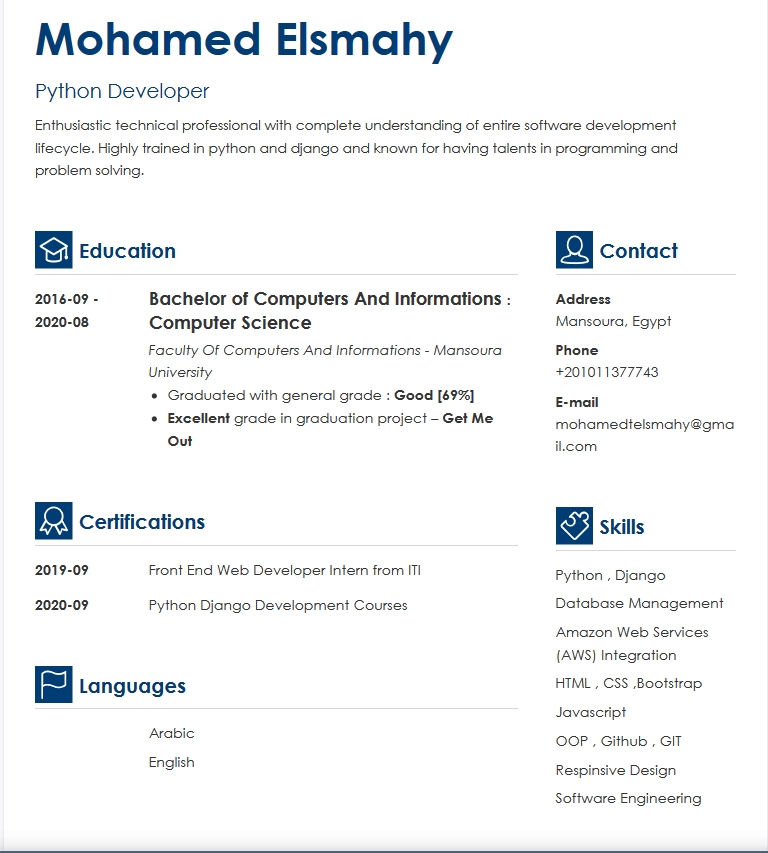 Mohamed Elsmahy
Python Developer
Enthusiastic technical professional with complete understanding of entire software development
lifecycle. Highly trained in python and django and known for having talents in programming and
problem solving.
Education
2016-09 -
2020-08
Bachelor of Computers And Informations :
Computer Science
Faculty Of Computers And Informations - Mansoura
University
• Graduated with general grade : Good [69%]
• Excellent grade in graduation project – Get Me
Out
Certifications
2019-09 Front End Web Developer Intern from ITI
2020-09 Python Django Development Courses
Languages
Arabic
English
Contact
Address
Mansoura, Egypt
Phone
+201011377743
E-mail
mohamedtelsmahy@gma
il.com
Skills
Python , Django
Database Management
Amazon Web Services
(AWS) Integration
HTML , CSS ,Bootstrap
Javascript
OOP , Github , GIT
Respinsive Design
Software Engineering